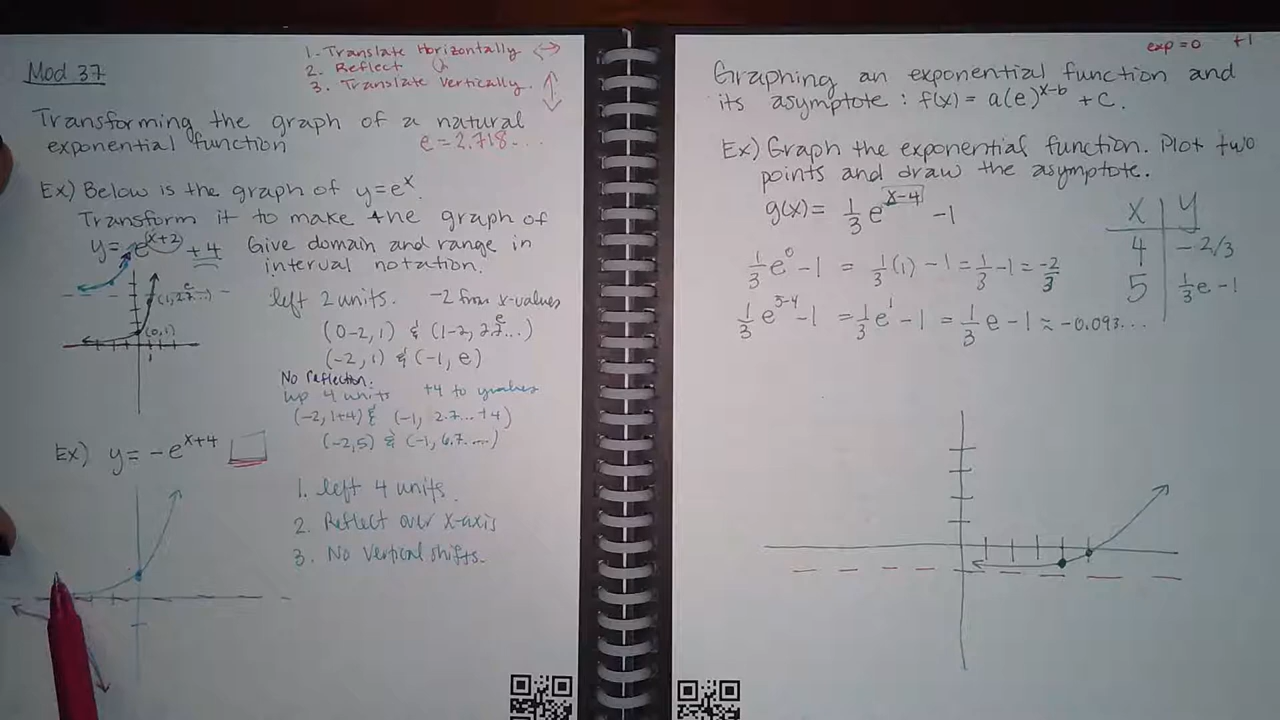 Mod 37
1. Translate Horizontally ↔
2. Reflect
3. Translate Vertically. ↕
Transforming the graph of a natural
exponential function
e = 2.718...
Ex) Below is the graph of y=e^x.
Transform it to make the graph of
y= e^(x+2) + 4 Give domain and range in
interval notation.
(1, 2.7...)
e
(0,1)
left 2 units. -2 from x-values
(0-2, 1) & (1-2, 2.7...)
e
(-2, 1) & (-1, e)
No reflection.
up 4 units +4 to y values
(-2, 1+4) & (-1, 2.7... +4)
(-2,5) & (-1, 6.7....)
Ex) y= -e^x+4
1. left 4 units.
2. Reflect over x-axis
3. No vertical shifts.
exp = 0 +1
Graphing an exponential function and
its asymptote : f(x) = a(e)^x-b + c.
Ex) Graph the exponential function. Plot two
points and draw the asymptote.
g(x) = 1/3 e^x-4 -1
x y
4 -2/3
5 1/3 e -1
1/3 e^0 -1 = 1/3 (1) -1 = 1/3 -1 = -2/3
1/3 e^5-4 -1 = 1/3 e^1 -1 = 1/3 e -1 ≈ -0.093...